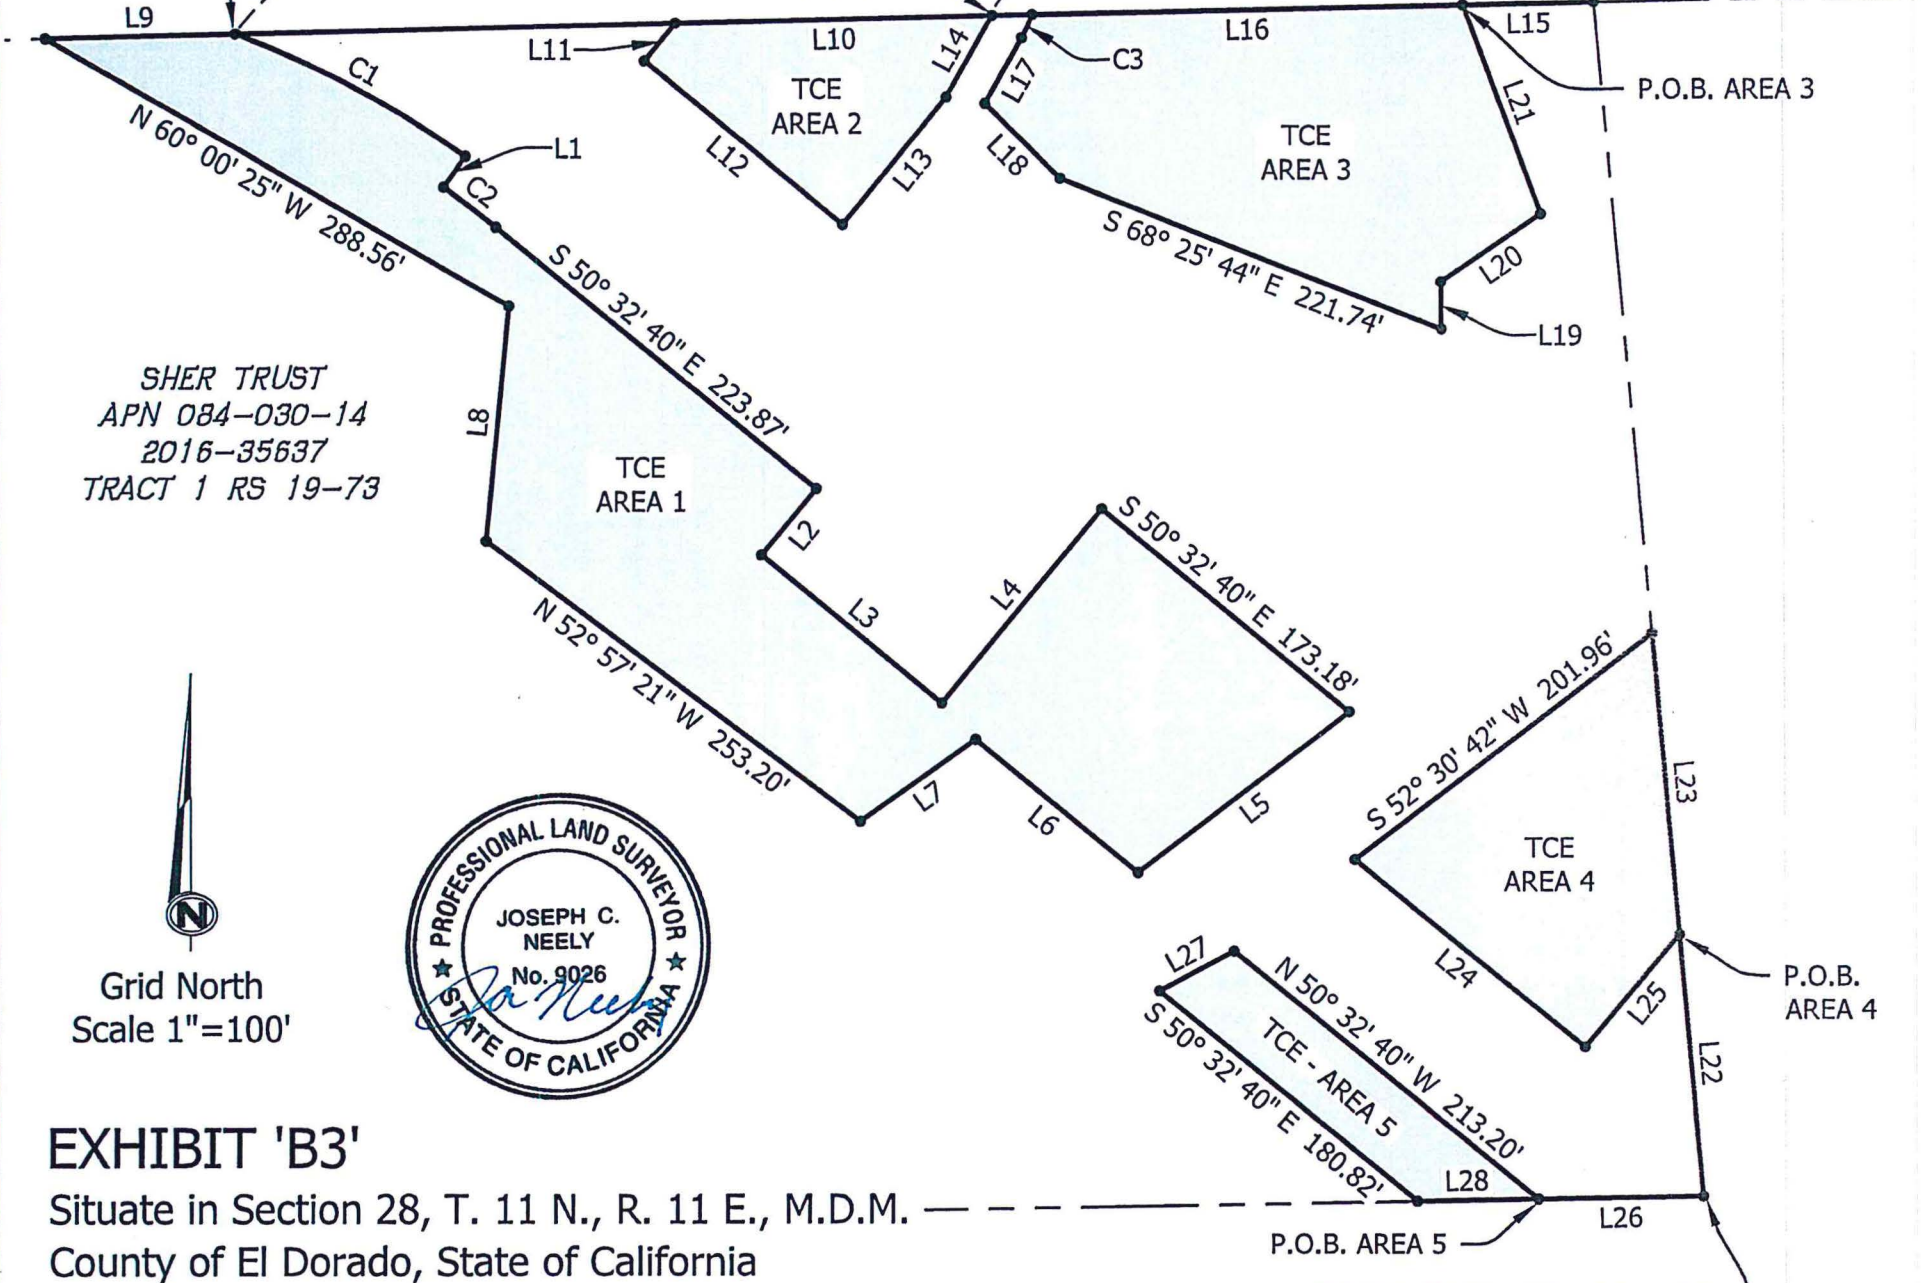 L9
L11
L10
L14
L16
L15
C1
C3
L17
P.O.B. AREA 3
TCE
AREA 2
L21
TCE
AREA 3
L1
C2
L12
L13
L18
N 60° 00' 25" W 288.56'
S 68° 25' 44" E 221.74'
L20
L19
S 50° 32' 40" E 223.87'
SHER TRUST
APN 084-030-14
2016-35637
TRACT 1 RS 19-73
L8
TCE
AREA 1
L2
L3
L4
S 50° 32' 40" E 173.18'
N 52° 57' 21" W 253.20'
L7
L6
L5
S 52° 30' 42" W 201.96'
L23
TCE
AREA 4
L24
L25
P.O.B.
AREA 4
L22
N
Grid North
Scale 1"=100'
PROFESSIONAL LAND SURVEYOR
JOSEPH C.
NEELY
No. 9026
STATE OF CALIFORNIA
L27
N 50° 32' 40" W 213.20'
TCE - AREA 5
S 50° 32' 40" E 180.82'
L28
L26
P.O.B. AREA 5
EXHIBIT 'B3'
Situate in Section 28, T. 11 N., R. 11 E., M.D.M.
County of El Dorado, State of California